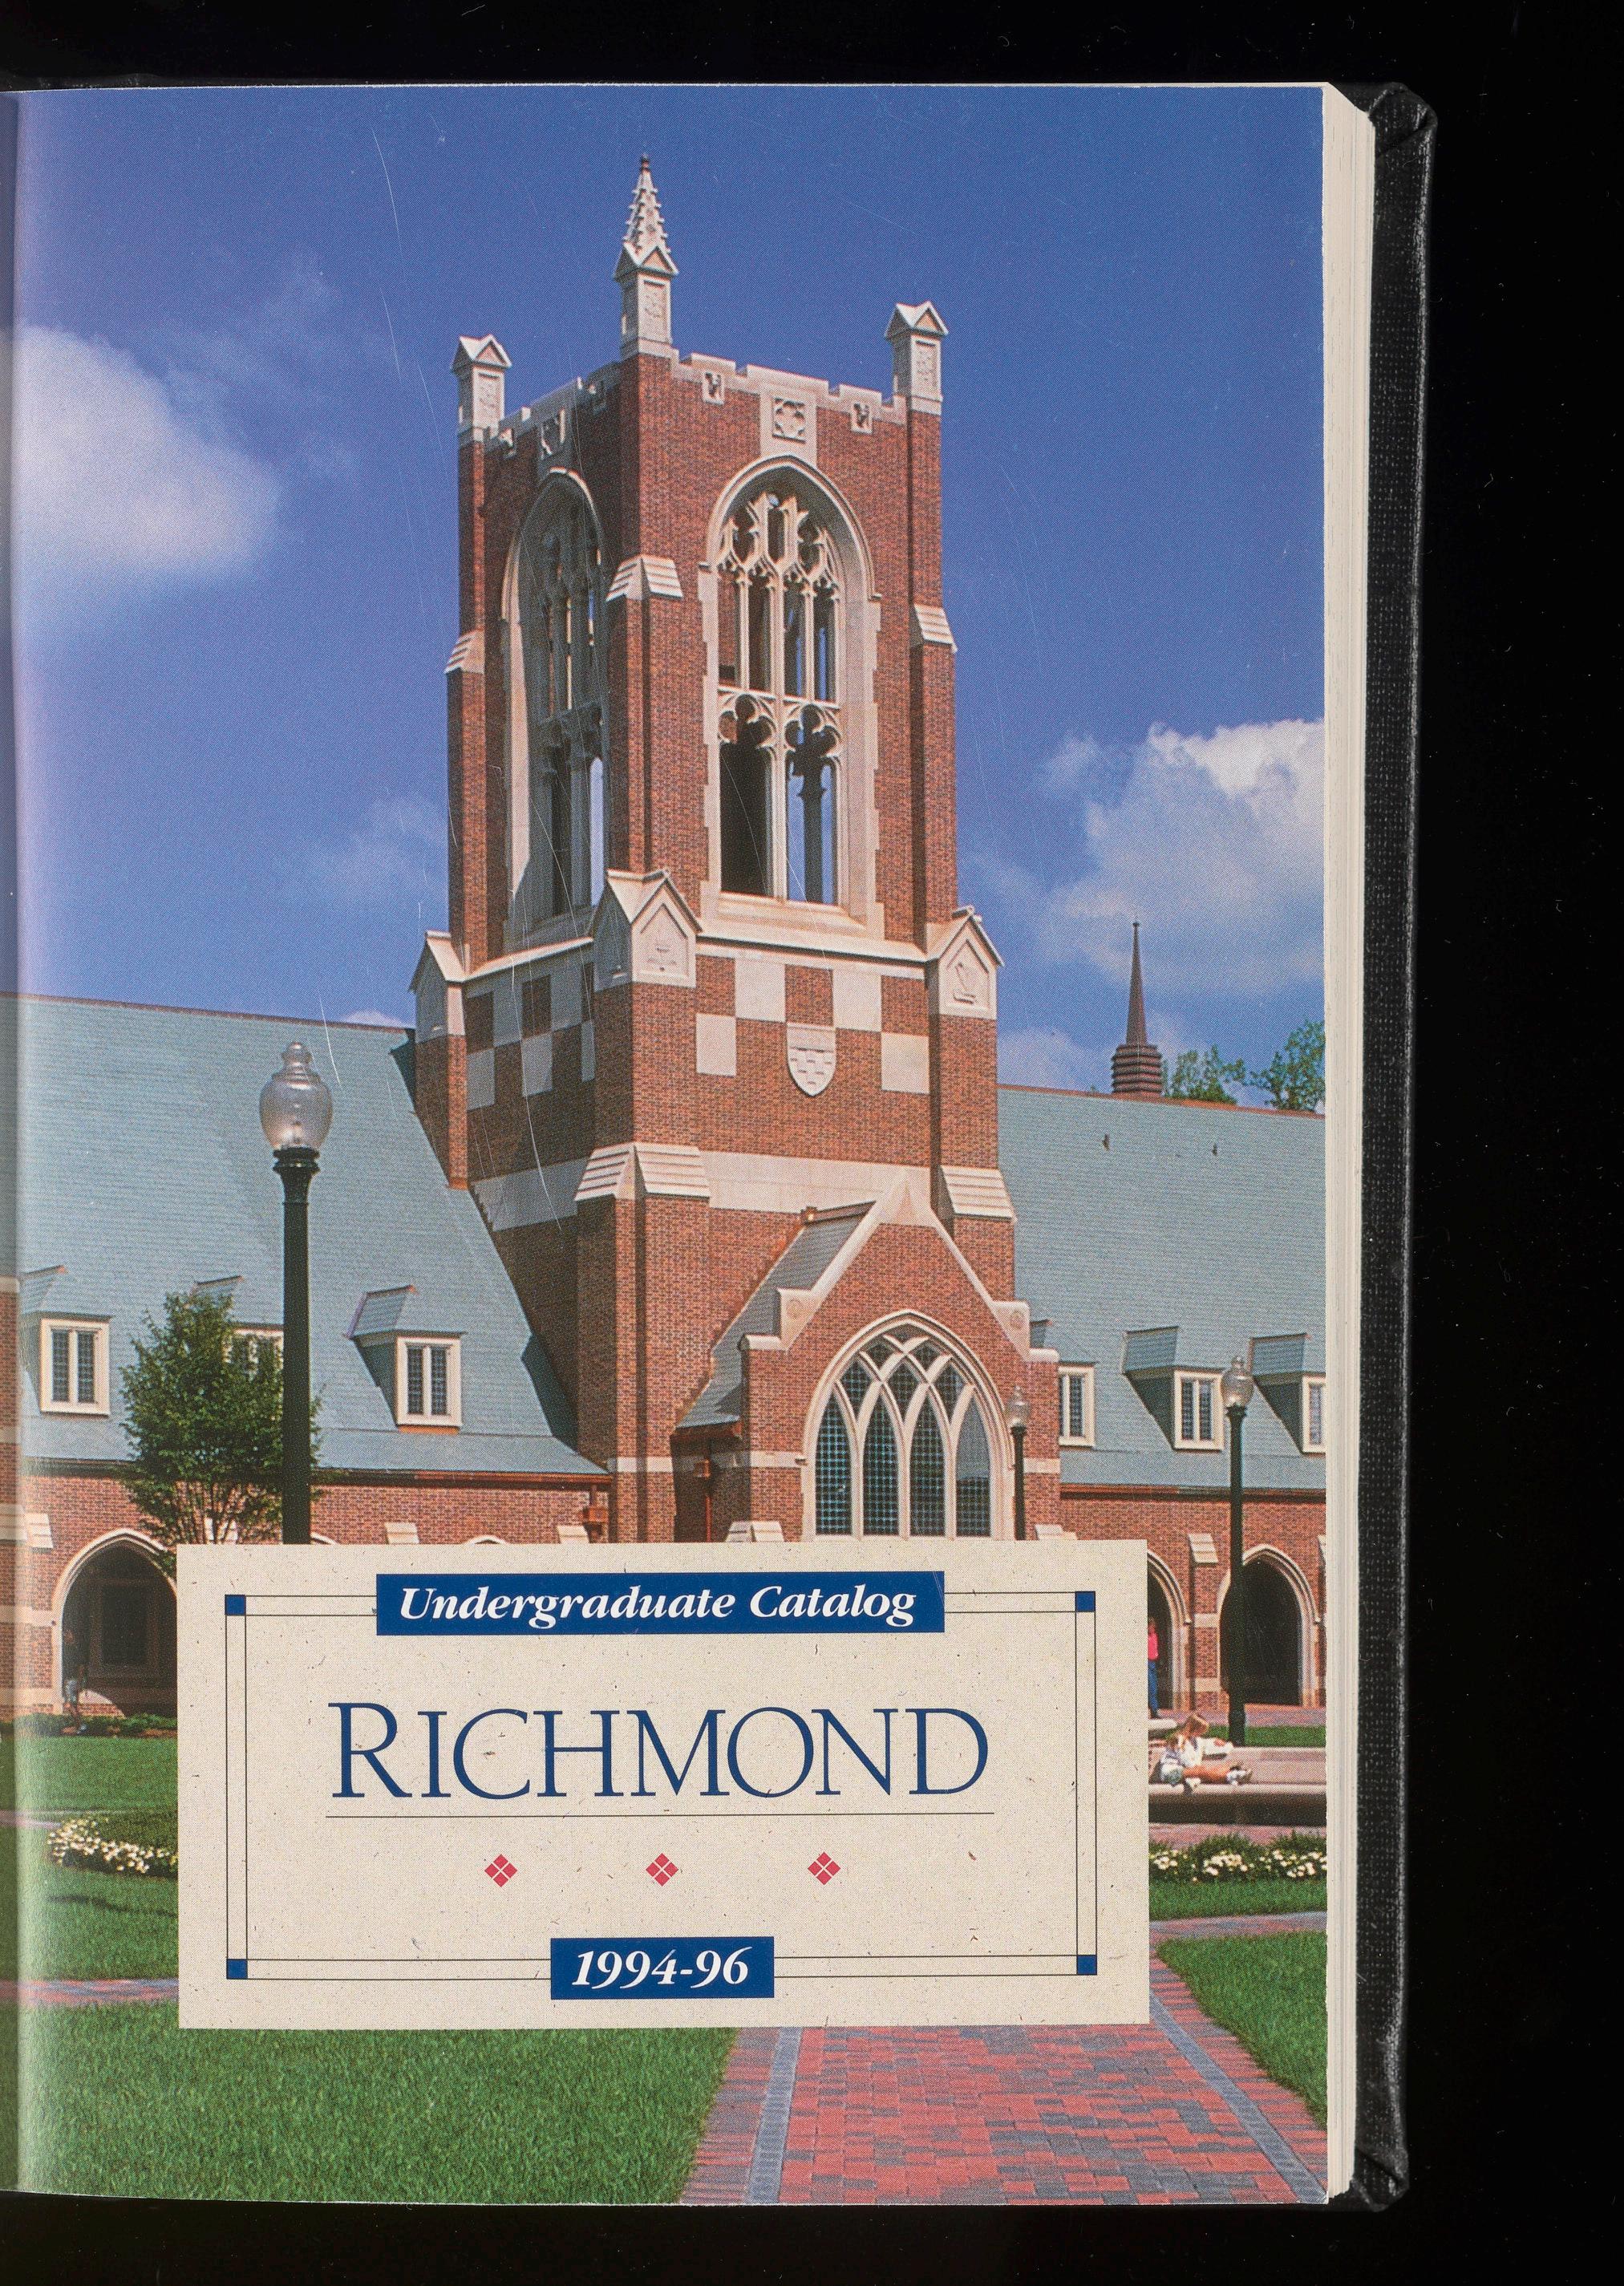 Undergraduate Catalog
RICHMOND
1994-96